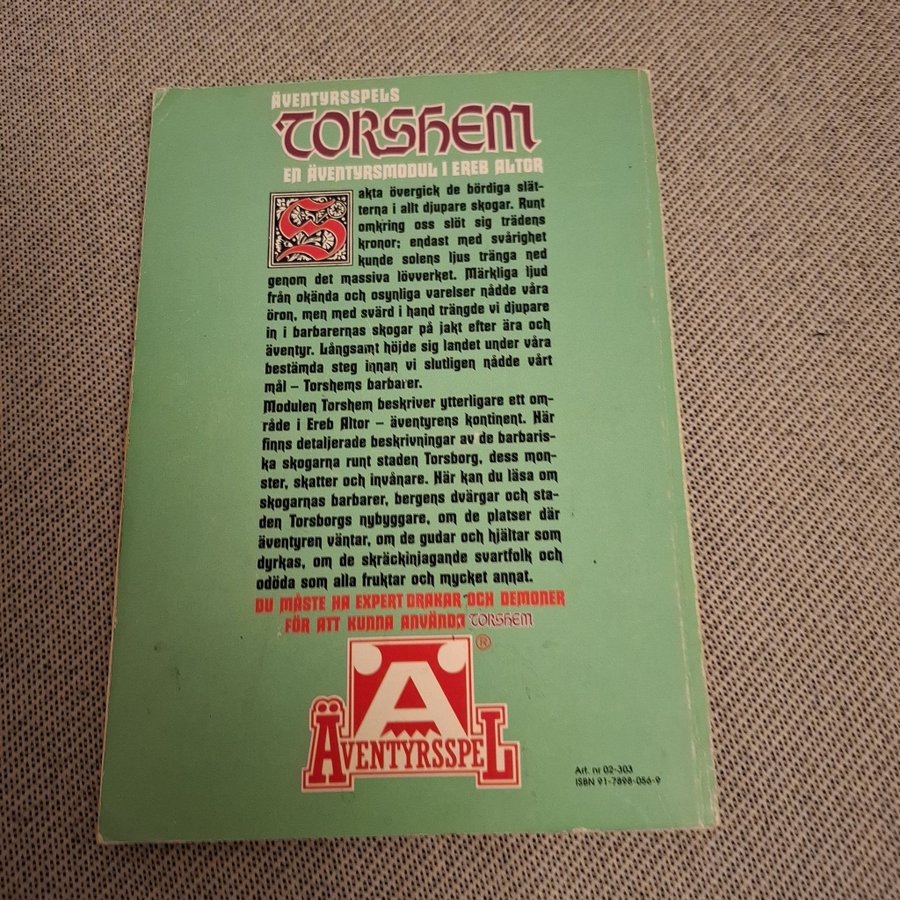 ÄVENTYRSSPELS
TORSHEM
EN ÄVENTYRSMODUL I EREB ALTOR
Sakta övergick de bördiga slät-
terna i allt djupare skogar. Runt
omkring oss slöt sig trädens
kronor; endast med svårighet
kunde solens ljus tränga ned
genom det massiva lövverket. Märkliga ljud
från okända och osynliga varelser nådde våra
öron, men med svärd i hand trängde vi djupare
in i barbarernas skogar på jakt efter ära och
äventyr. Långsamt höjde sig landet under våra
bestämda steg innan vi slutligen nådde vårt
mål – Torshems barbarer.
Modulen Torshem beskriver ytterligare ett om-
råde i Ereb Altor – äventyrens kontinent. Här
finns detaljerade beskrivningar av de barbaris-
ka skogarna runt staden Torsborg, dess mon-
ster, skatter och invånare. Här kan du läsa om
skogarnas barbarer, bergens dvärgar och sta-
den Torsborgs nybyggare, om de platser där
äventyren väntar, om de gudar och hjältar som
dyrkas, om de skräckinjagande svartfolk och
odöda som alla fruktar och mycket annat.
DU MÅSTE HA EXPERT DRAKAR OCH DEMONER
FÖR ATT KUNNA ANVÄNDA TORSHEM
®
Ä
ÄVENTYRSSPEL
Art. nr 02-303
ISBN 91-7898-056-9